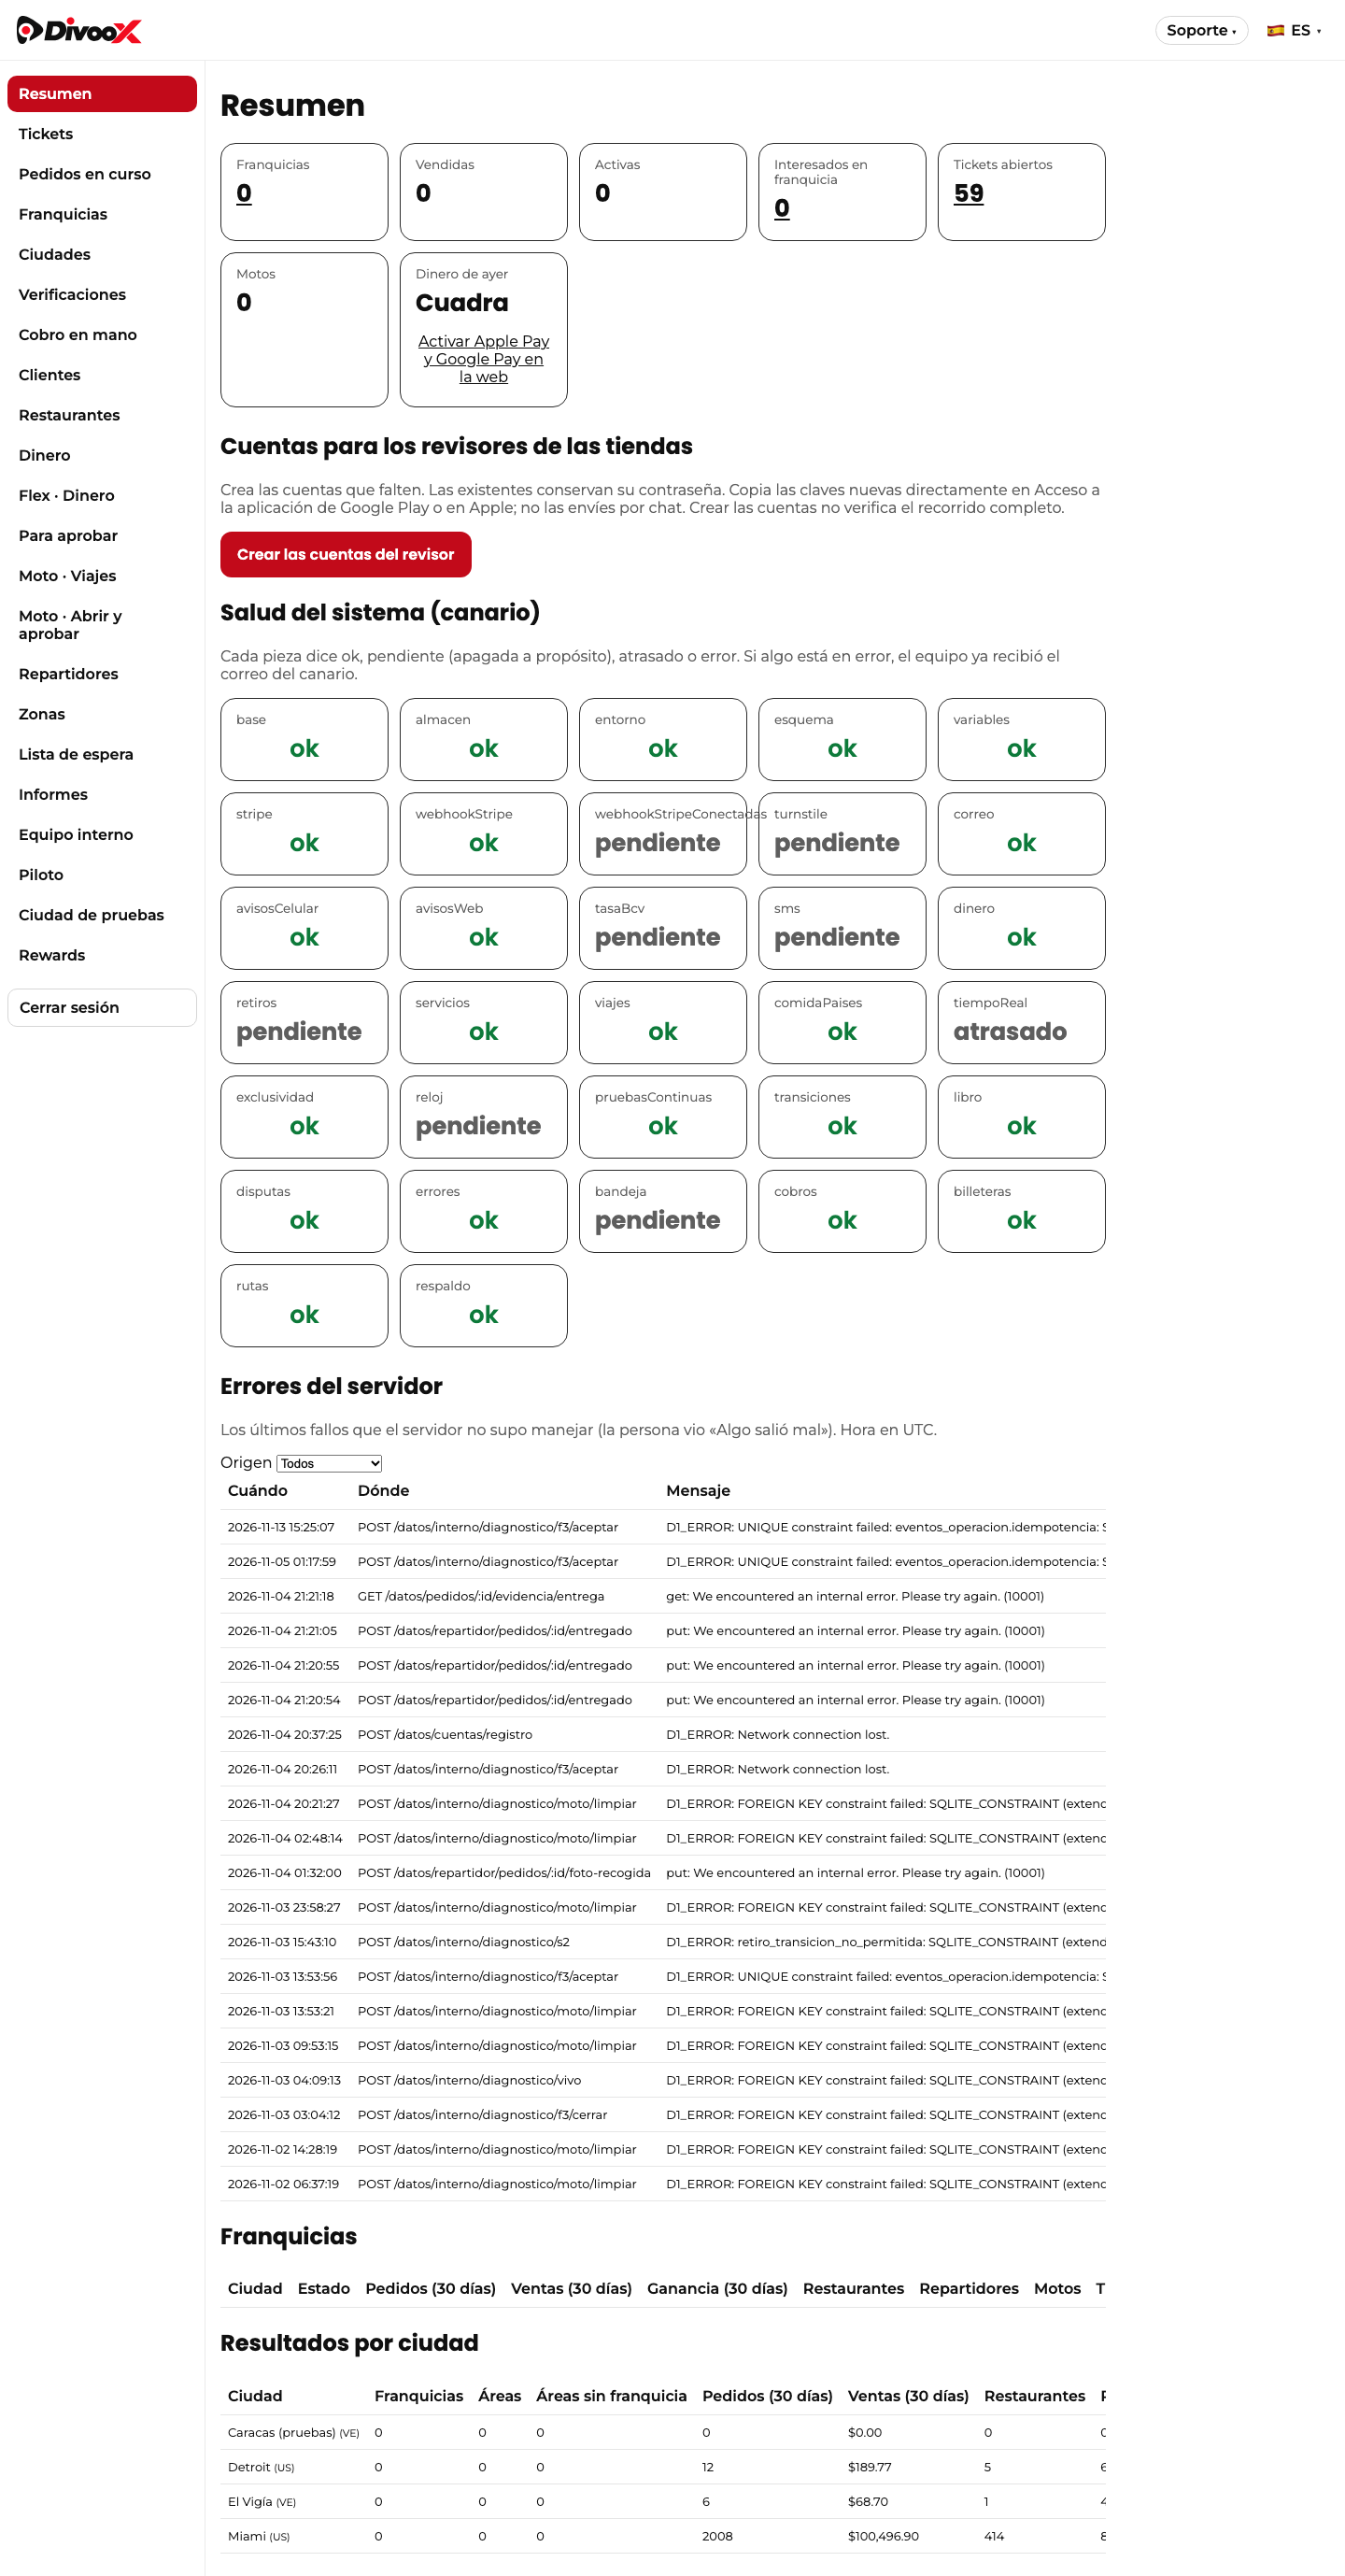 DivooX
Soporte ▾
ES ▾
Resumen
Tickets
Pedidos en curso
Franquicias
Ciudades
Verificaciones
Cobro en mano
Clientes
Restaurantes
Dinero
Flex · Dinero
Para aprobar
Moto · Viajes
Moto · Abrir y
aprobar
Repartidores
Zonas
Lista de espera
Informes
Equipo interno
Piloto
Ciudad de pruebas
Rewards
Cerrar sesión
Resumen
Franquicias
0
Vendidas
0
Activas
0
Interesados en
franquicia
0
Tickets abiertos
59
Motos
0
Dinero de ayer
Cuadra
Activar Apple Pay
y Google Pay en
la web
Cuentas para los revisores de las tiendas
Crea las cuentas que falten. Las existentes conservan su contraseña. Copia las claves nuevas directamente en Acceso a
la aplicación de Google Play o en Apple; no las envíes por chat. Crear las cuentas no verifica el recorrido completo.
Crear las cuentas del revisor
Salud del sistema (canario)
Cada pieza dice ok, pendiente (apagada a propósito), atrasado o error. Si algo está en error, el equipo ya recibió el
correo del canario.
base
ok
almacen
ok
entorno
ok
esquema
ok
variables
ok
stripe
ok
webhookStripe
ok
webhookStripeConectadas
pendiente
turnstile
pendiente
correo
ok
avisosCelular
ok
avisosWeb
ok
tasaBcv
pendiente
sms
pendiente
dinero
ok
retiros
pendiente
servicios
ok
viajes
ok
comidaPaises
ok
tiempoReal
atrasado
exclusividad
ok
reloj
pendiente
pruebasContinuas
ok
transiciones
ok
libro
ok
disputas
ok
errores
ok
bandeja
pendiente
cobros
ok
billeteras
ok
rutas
ok
respaldo
ok
Errores del servidor
Los últimos fallos que el servidor no supo manejar (la persona vio «Algo salió mal»). Hora en UTC.
Origen Todos
Cuándo Dónde Mensaje
2026-11-13 15:25:07 POST /datos/interno/diagnostico/f3/aceptar D1_ERROR: UNIQUE constraint failed: eventos_operacion.idempotencia: S
2026-11-05 01:17:59 POST /datos/interno/diagnostico/f3/aceptar D1_ERROR: UNIQUE constraint failed: eventos_operacion.idempotencia: S
2026-11-04 21:21:18 GET /datos/pedidos/:id/evidencia/entrega get: We encountered an internal error. Please try again. (10001)
2026-11-04 21:21:05 POST /datos/repartidor/pedidos/:id/entregado put: We encountered an internal error. Please try again. (10001)
2026-11-04 21:20:55 POST /datos/repartidor/pedidos/:id/entregado put: We encountered an internal error. Please try again. (10001)
2026-11-04 21:20:54 POST /datos/repartidor/pedidos/:id/entregado put: We encountered an internal error. Please try again. (10001)
2026-11-04 20:37:25 POST /datos/cuentas/registro D1_ERROR: Network connection lost.
2026-11-04 20:26:11 POST /datos/interno/diagnostico/f3/aceptar D1_ERROR: Network connection lost.
2026-11-04 20:21:27 POST /datos/interno/diagnostico/moto/limpiar D1_ERROR: FOREIGN KEY constraint failed: SQLITE_CONSTRAINT (extend
2026-11-04 02:48:14 POST /datos/interno/diagnostico/moto/limpiar D1_ERROR: FOREIGN KEY constraint failed: SQLITE_CONSTRAINT (extend
2026-11-04 01:32:00 POST /datos/repartidor/pedidos/:id/foto-recogida put: We encountered an internal error. Please try again. (10001)
2026-11-03 23:58:27 POST /datos/interno/diagnostico/moto/limpiar D1_ERROR: FOREIGN KEY constraint failed: SQLITE_CONSTRAINT (extend
2026-11-03 15:43:10 POST /datos/interno/diagnostico/s2 D1_ERROR: retiro_transicion_no_permitida: SQLITE_CONSTRAINT (extend
2026-11-03 13:53:56 POST /datos/interno/diagnostico/f3/aceptar D1_ERROR: UNIQUE constraint failed: eventos_operacion.idempotencia: S
2026-11-03 13:53:21 POST /datos/interno/diagnostico/moto/limpiar D1_ERROR: FOREIGN KEY constraint failed: SQLITE_CONSTRAINT (extend
2026-11-03 09:53:15 POST /datos/interno/diagnostico/moto/limpiar D1_ERROR: FOREIGN KEY constraint failed: SQLITE_CONSTRAINT (extend
2026-11-03 04:09:13 POST /datos/interno/diagnostico/vivo D1_ERROR: FOREIGN KEY constraint failed: SQLITE_CONSTRAINT (extend
2026-11-03 03:04:12 POST /datos/interno/diagnostico/f3/cerrar D1_ERROR: FOREIGN KEY constraint failed: SQLITE_CONSTRAINT (extend
2026-11-02 14:28:19 POST /datos/interno/diagnostico/moto/limpiar D1_ERROR: FOREIGN KEY constraint failed: SQLITE_CONSTRAINT (extend
2026-11-02 06:37:19 POST /datos/interno/diagnostico/moto/limpiar D1_ERROR: FOREIGN KEY constraint failed: SQLITE_CONSTRAINT (extend
Franquicias
Ciudad Estado Pedidos (30 días) Ventas (30 días) Ganancia (30 días) Restaurantes Repartidores Motos T
Resultados por ciudad
Ciudad Franquicias Áreas Áreas sin franquicia Pedidos (30 días) Ventas (30 días) Restaurantes
Caracas (pruebas) (VE) 0 0 0 0 $0.00 0
Detroit (US) 0 0 0 12 $189.77 5
El Vigía (VE) 0 0 0 6 $68.70 1
Miami (US) 0 0 0 2008 $100,496.90 414